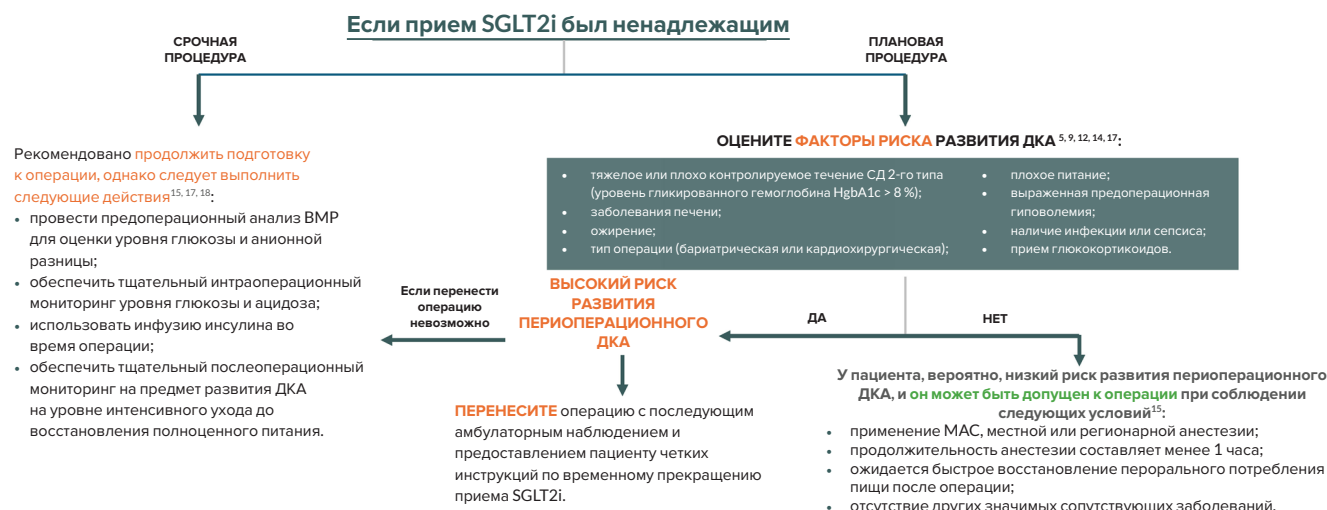 Если прием SGLT2i был ненадлежащим
СРОЧНАЯ
ПРОЦЕДУРА
ПЛАНОВАЯ
ПРОЦЕДУРА
Рекомендовано продолжить подготовку
к операции, однако следует выполнить
следующие действия15, 17, 18:
• провести предоперационный анализ BMP
для оценки уровня глюкозы и анионной
разницы;
• обеспечить тщательный интраоперационный
мониторинг уровня глюкозы и ацидоза;
• использовать инфузию инсулина во
время операции;
• обеспечить тщательный послеоперационный
мониторинг на предмет развития ДКА
на уровне интенсивного ухода до
восстановления полноценного питания.
ОЦЕНИТЕ ФАКТОРЫ РИСКА РАЗВИТИЯ ДКА 5, 9, 12, 14, 17:
• тяжелое или плохо контролируемое течение СД 2-го типа
(уровень гликированного гемоглобина HgbA1c > 8 %);
• заболевания печени;
• ожирение;
• тип операции (бариатрическая или кардиохирургическая);
• плохое питание;
• выраженная предоперационная
гиповолемия;
• наличие инфекции или сепсиса;
• прием глюкокортикоидов.
Если перенести
операцию
невозможно
ВЫСОКИЙ РИСК
РАЗВИТИЯ
ПЕРИОПЕРАЦИОННОГО
ДКА
ДА
НЕТ
ПЕРЕНЕСИТЕ операцию с последующим
амбулаторным наблюдением и
предоставлением пациенту четких
инструкций по временному прекращению
приема SGLT2i.
У пациента, вероятно, низкий риск развития периоперационного
ДКА, и он может быть допущен к операции при соблюдении
следующих условий15:
• применение МАС, местной или регионарной анестезии;
• продолжительность анестезии составляет менее 1 часа;
• ожидается быстрое восстановление перорального потребления
пищи после операции;
• отсутствие других значимых сопутствующих заболеваний.